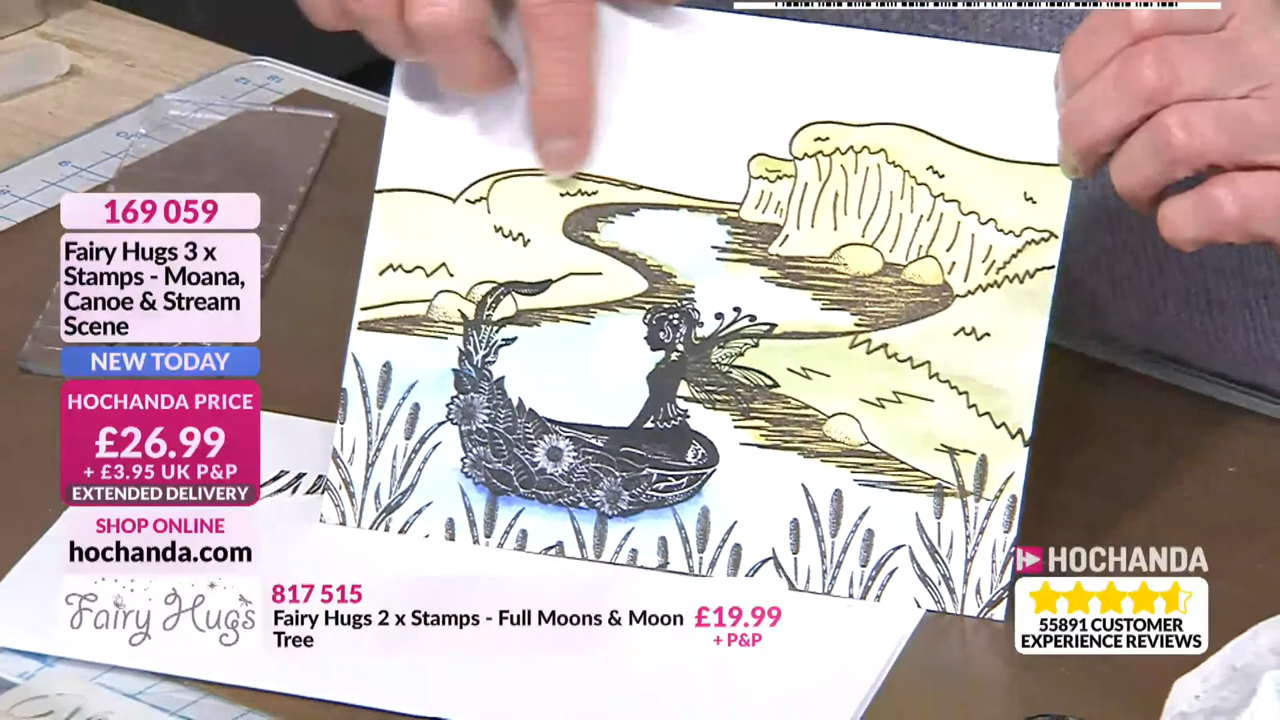 169 059
Fairy Hugs 3 x
Stamps - Moana,
Canoe & Stream
Scene
NEW TODAY
HOCHANDA PRICE
£26.99
+ £3.95 UK P&P
EXTENDED DELIVERY
SHOP ONLINE
hochanda.com
Fairy Hugs
817 515
Fairy Hugs 2 x Stamps - Full Moons & Moon
Tree
£19.99
+ P&P
HOCHANDA
55891 CUSTOMER
EXPERIENCE REVIEWS